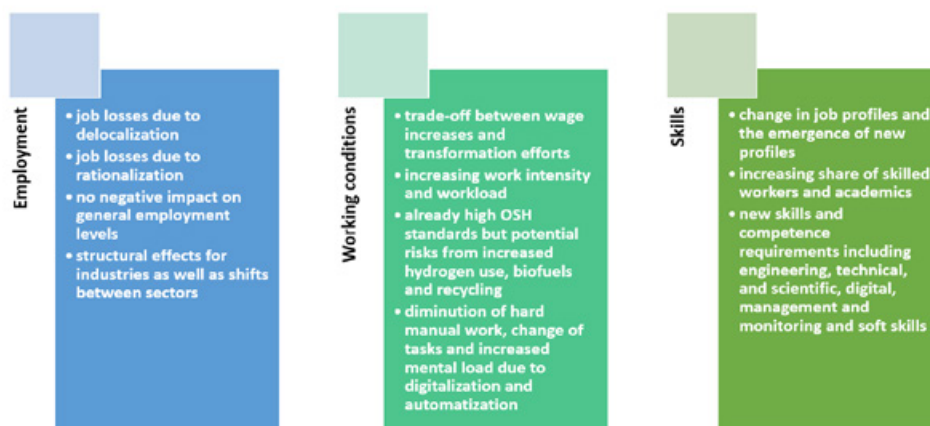 Employment
• job losses due to
delocalization
• job losses due to
rationalization
• no negative impact on
general employment
levels
• structural effects for
industries as well as shifts
between sectors
Working conditions
• trade-off between wage
increases and
transformation efforts
• increasing work intensity
and workload
• already high OSH
standards but potential
risks from increased
hydrogen use, biofuels
and recycling
• diminution of hard
manual work, change of
tasks and increased
mental load due to
digitalization and
automatization
Skills
• change in job profiles and
the emergence of new
profiles
• increasing share of skilled
workers and academics
• new skills and
competence
requirements including
engineering, technical,
and scientific, digital,
management and
monitoring and soft skills